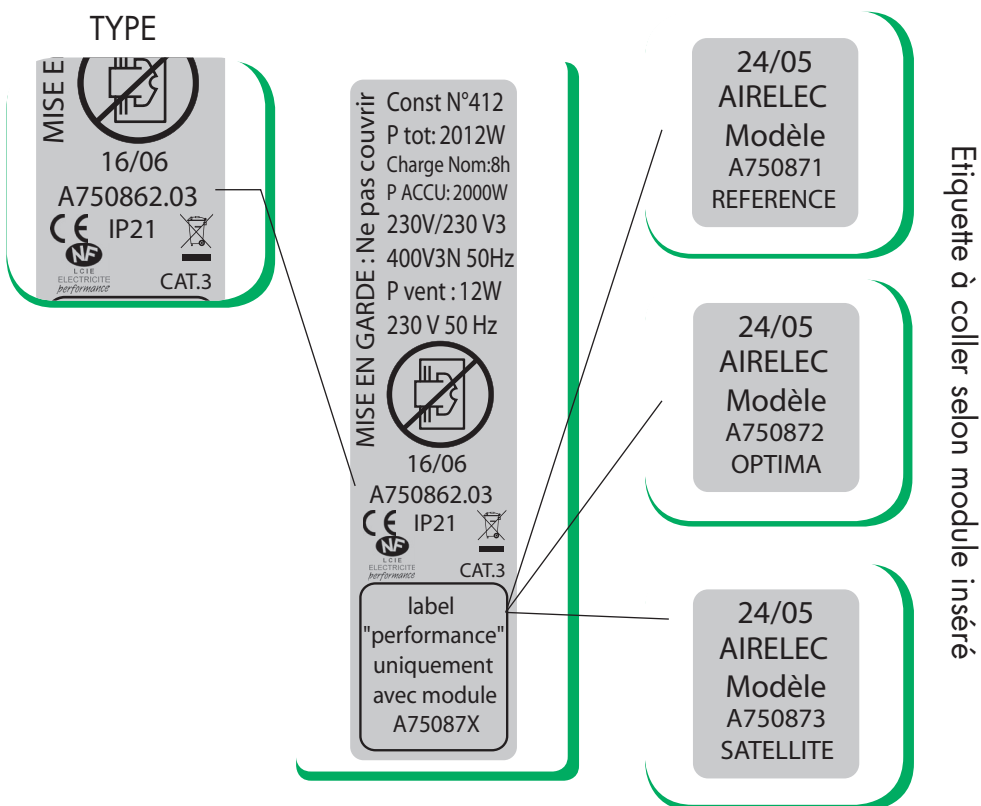 TYPE
MISE E
16/06
A750862.03
CE IP21
NF
LCIE
ELECTRICITE
performance
CAT.3
MISE EN GARDE : Ne pas couvrir
Const N°412
P tot: 2012W
Charge Nom:8h
P ACCU: 2000W
230V/230 V3
400V3N 50Hz
P vent : 12W
230 V 50 Hz
16/06
A750862.03
CE IP21
NF
LCIE
ELECTRICITE
performance
CAT.3
label
"performance"
uniquement
avec module
A75087X
24/05
AIRELEC
Modèle
A750871
REFERENCE
24/05
AIRELEC
Modèle
A750872
OPTIMA
24/05
AIRELEC
Modèle
A750873
SATELLITE
Etiquette à coller selon module inséré